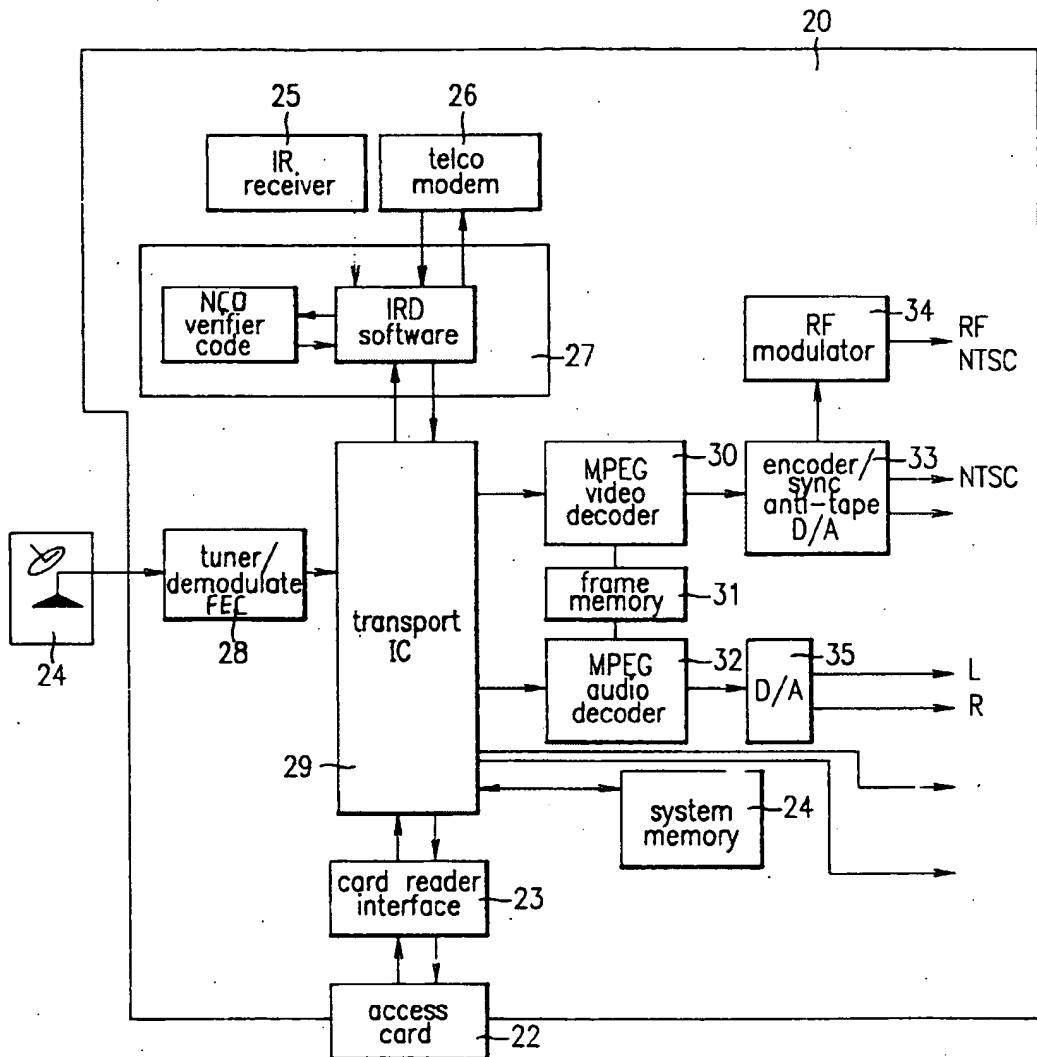 20
25
26
IR
receiver
telco
modem
NCO
verifier
code
IRD
software
27
RF
modulator
34
RF
NTSC
MPEG
video
decoder
30
encoder/
sync
anti-tape
D/A
33
NTSC
24
tuner/
demodulate
FEC
28
transport
IC
29
frame
memory
31
MPEG
audio
decoder
32
D/A
35
L
R
system
memory
24
card reader
interface
23
access
card
22